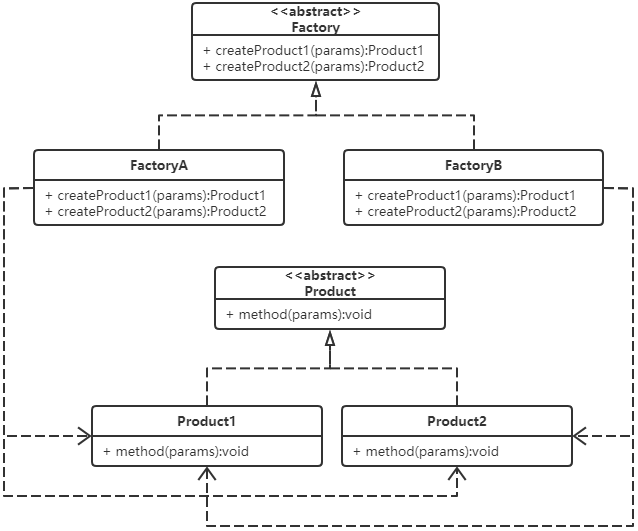 <<abstract>>
Factory
+ createProduct1(params):Product1
+ createProduct2(params):Product2
FactoryA
+ createProduct1(params):Product1
+ createProduct2(params):Product2
FactoryB
+ createProduct1(params):Product1
+ createProduct2(params):Product2
<<abstract>>
Product
+ method(params):void
Product1
+ method(params):void
Product2
+ method(params):void